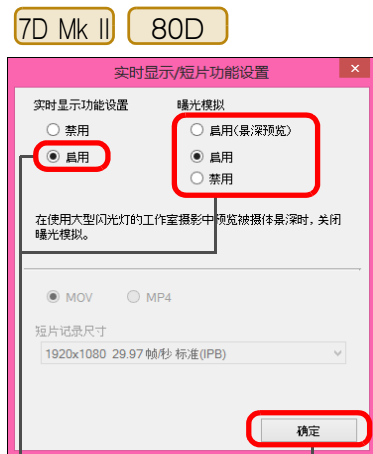 7D Mk II 80D
实时显示/短片功能设置
实时显示功能设置 曝光模拟
禁用 启用(景深预览)
启用 启用
禁用
在使用大型闪光灯的工作室摄影中预览被摄体景深时，关闭
曝光模拟。
MOV MP4
短片记录尺寸
1920x1080 29.97 帧/秒 标准(IPB)
确定